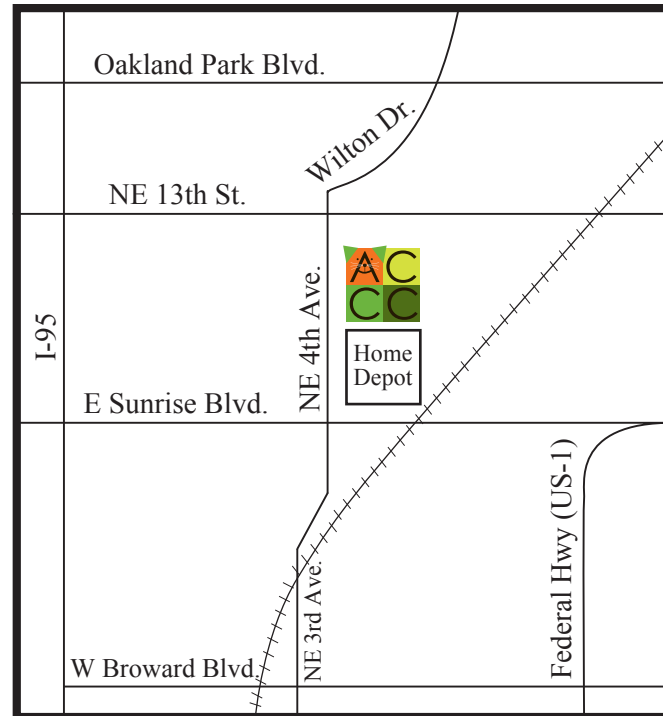 Oakland Park Blvd.
Wilton Dr.
NE 13th St.
A C
C C
NE 4th Ave.
I-95
Home
Depot
E Sunrise Blvd.
Federal Hwy (US-1)
NE 3rd Ave.
W Broward Blvd.